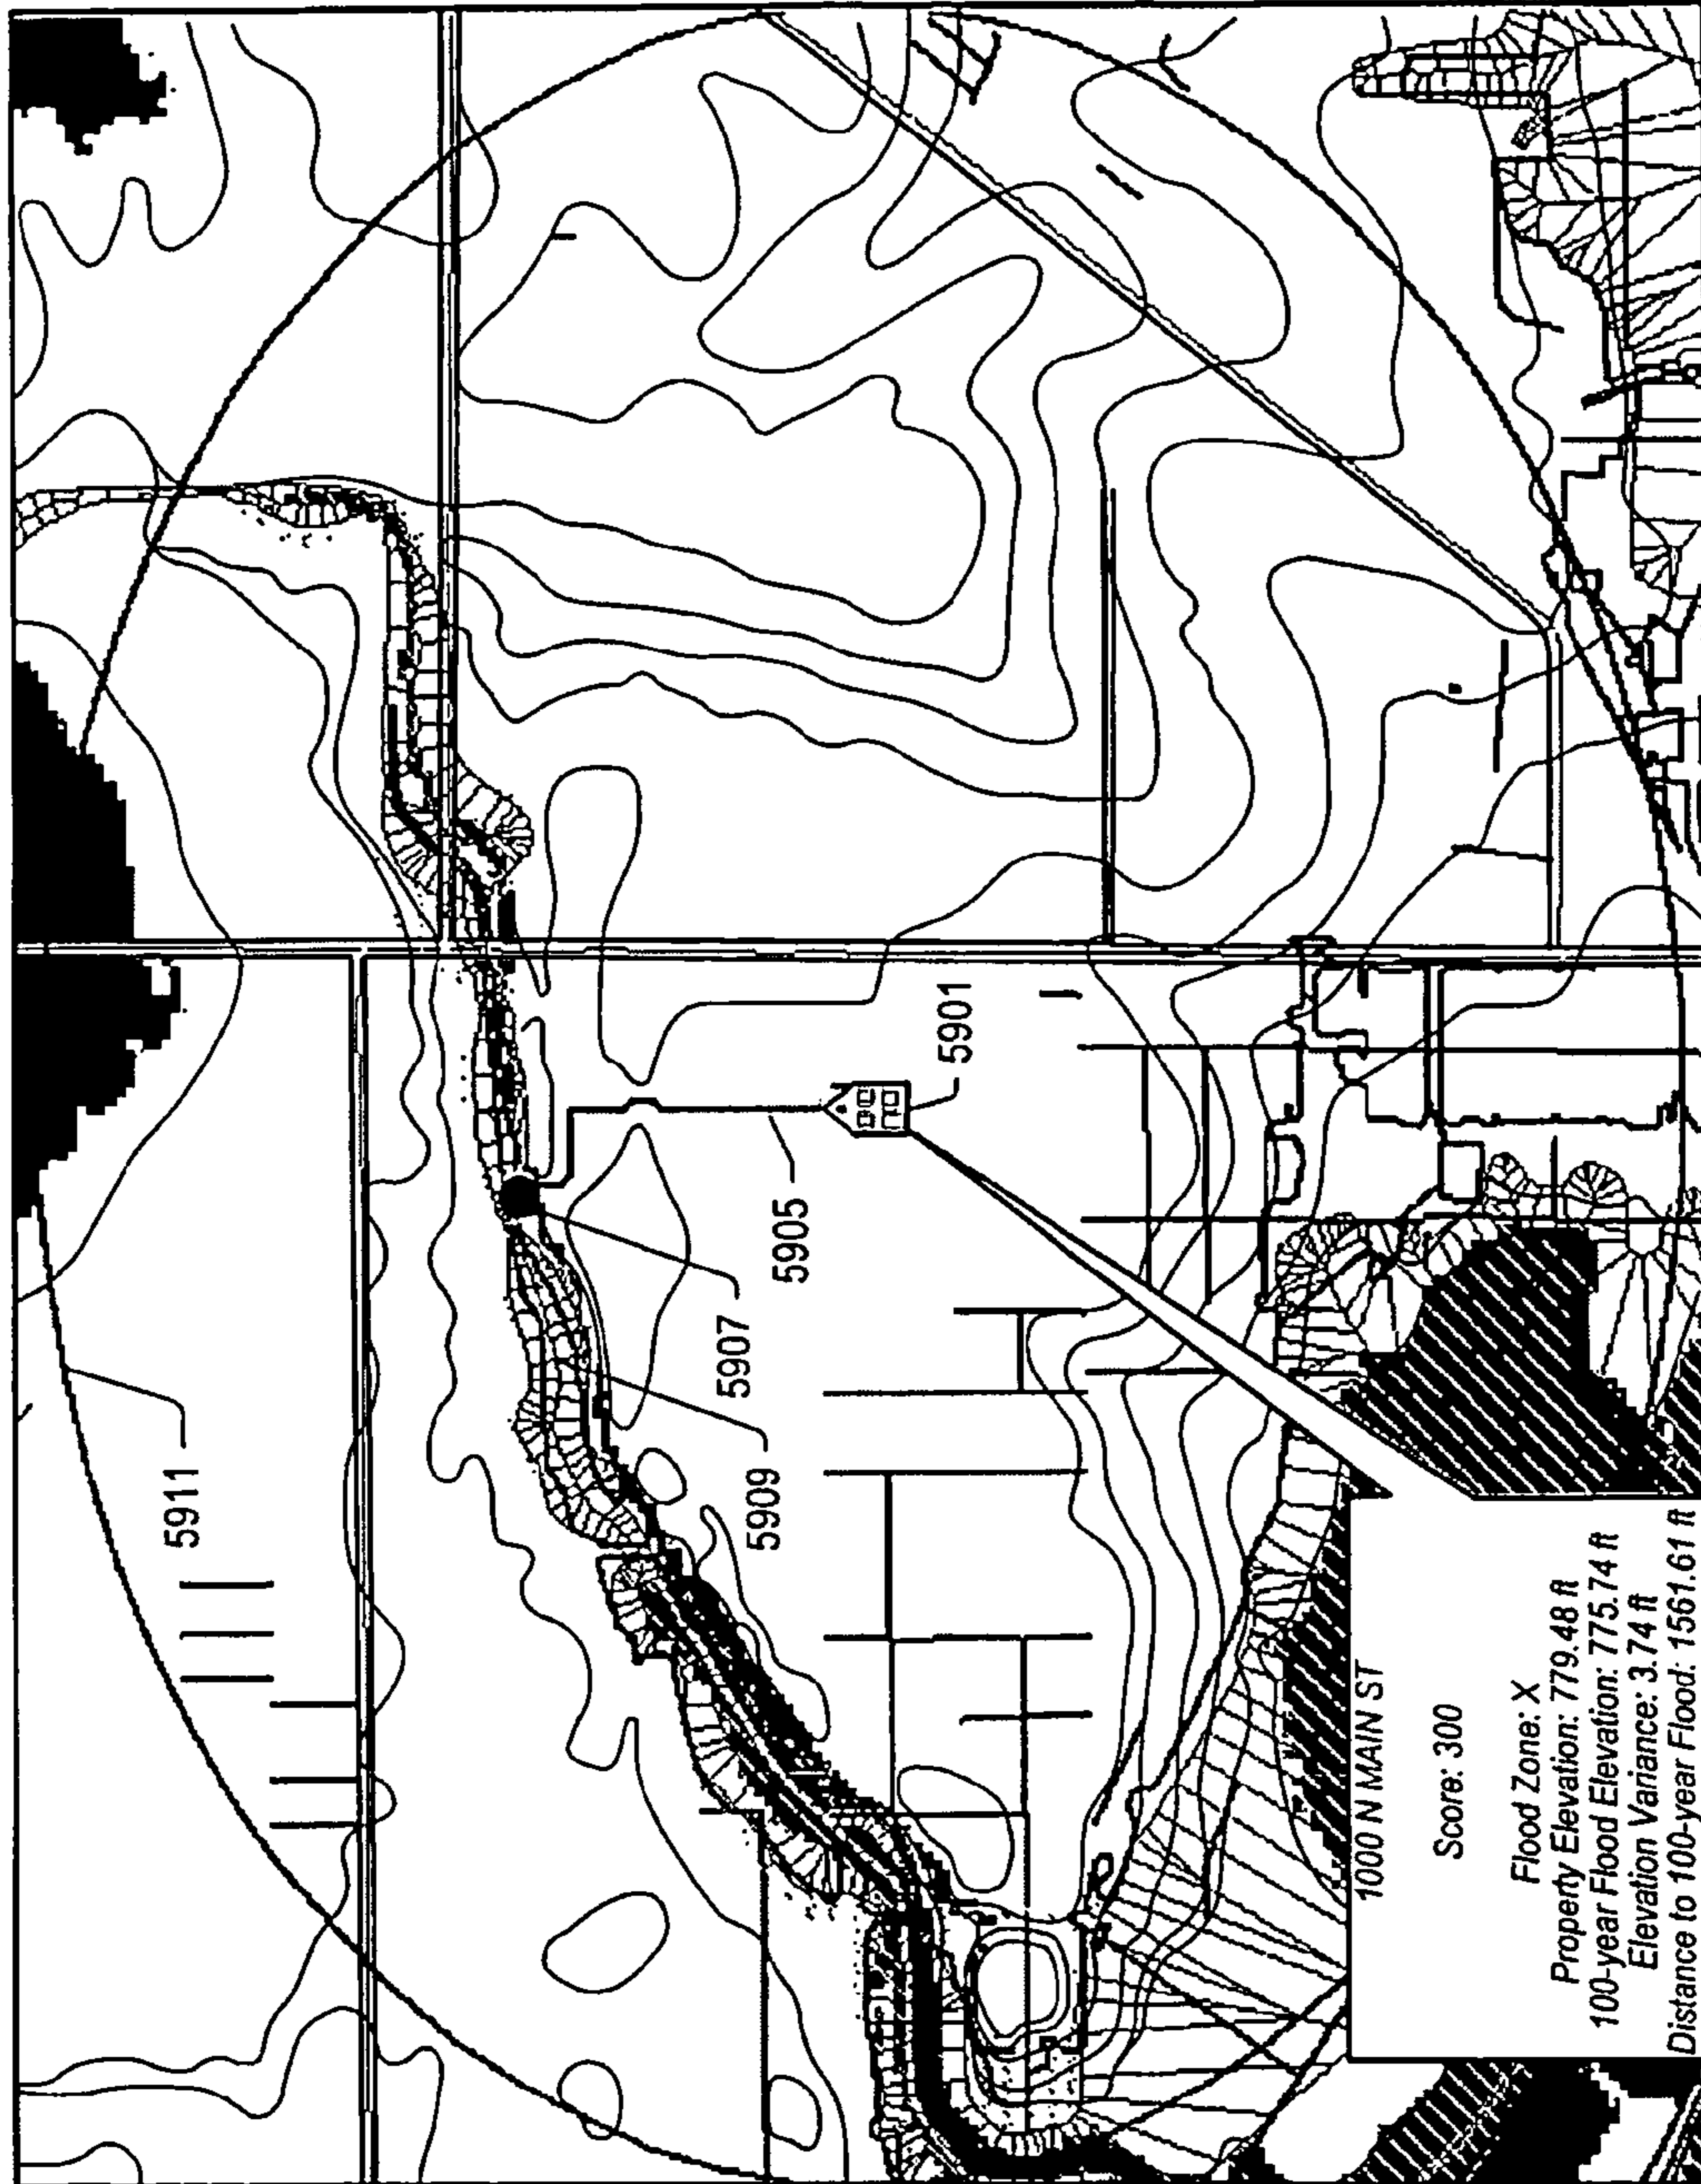 5911
5909
5907
5905
5901
1000 N MAIN ST
Score: 300
Flood Zone: X
Property Elevation: 779.48 ft
100-year Flood Elevation: 775.74 ft
Elevation Variance: 3.74 ft
Distance to 100-year Flood: 1561.61 ft